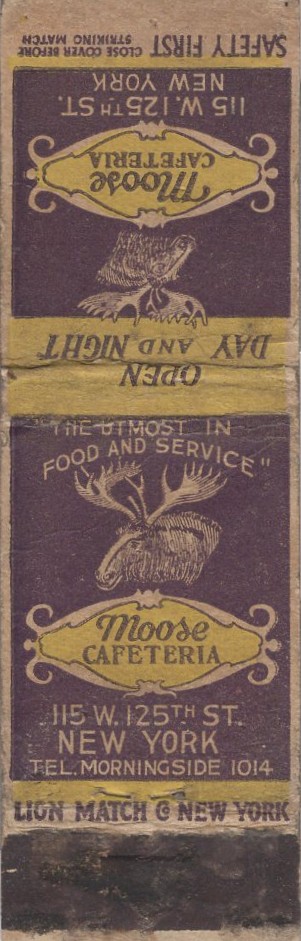 SAFETY FIRST CLOSE COVER BEFORE
STRIKING MATCH
115 W. 125TH ST.
NEW YORK
Moose
CAFETERIA
OPEN
DAY AND NIGHT
"THE UTMOST IN
FOOD AND SERVICE"
Moose
CAFETERIA
115 W. 125TH ST.
NEW YORK
TEL. MORNINGSIDE 1014
LION MATCH @ NEW YORK